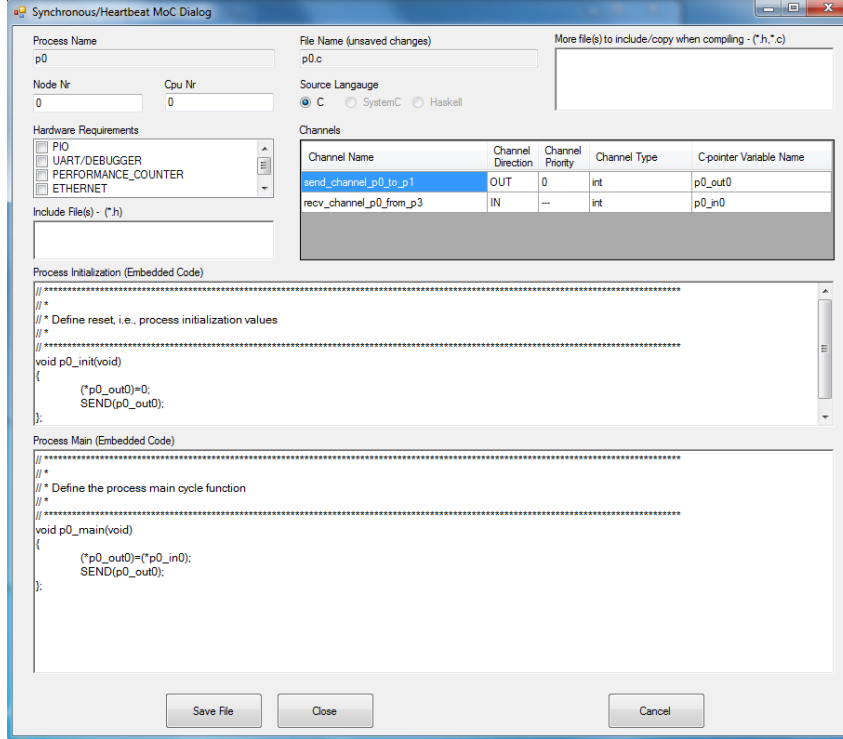 Synchronous/Heartbeat MoC Dialog
Process Name
p0
File Name (unsaved changes)
p0.c
More file(s) to include/copy when compiling - (*.h,*.c)
Node Nr
0
Cpu Nr
0
Source Langauge
C
SystemC
Haskell
Hardware Requirements
PIO
UART/DEBUGGER
PERFORMANCE_COUNTER
ETHERNET
Include File(s) - (*.h)
Channels
Channel Name Channel Direction Channel Priority Channel Type C-pointer Variable Name
send_channel_p0_to_p1 OUT 0 int p0_out0
recv_channel_p0_from_p3 IN --- int p0_in0
Process Initialization (Embedded Code)
// ***********************************************************************************************************************************
// *
// * Define reset, i.e., process initialization values
// *
// ***********************************************************************************************************************************
void p0_init(void)
{
(*p0_out0)=0;
SEND(p0_out0);
};
Process Main (Embedded Code)
// ***********************************************************************************************************************************
// *
// * Define the process main cycle function
// *
// ***********************************************************************************************************************************
void p0_main(void)
{
(*p0_out0)=(*p0_in0);
SEND(p0_out0);
};
Save File
Close
Cancel